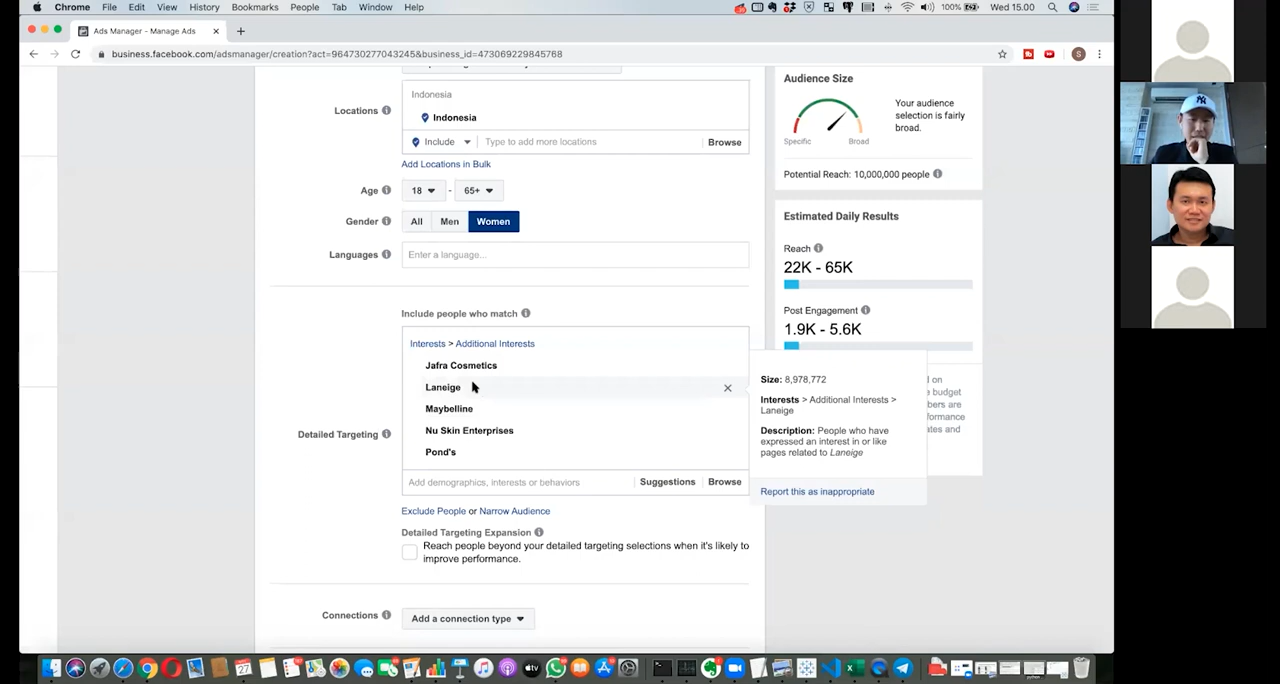 Chrome File Edit View History Bookmarks People Tab Window Help 100% Wed 15.00
Ads Manager - Manage Ads
business.facebook.com/adsmanager/creation?act=964730277043245&business_id=473069229845768
S
Locations
Indonesia
Indonesia
Include Type to add more locations Browse
Add Locations in Bulk
Age 18 - 65+
Gender All Men Women
Languages Enter a language...
Include people who match
Interests > Additional Interests
Jafra Cosmetics
Laneige
Maybelline
Nu Skin Enterprises
Pond's
Detailed Targeting
Add demographics, interests or behaviors Suggestions Browse
Exclude People or Narrow Audience
Detailed Targeting Expansion
Reach people beyond your detailed targeting selections when it's likely to
improve performance.
Connections Add a connection type
Audience Size
Your audience
selection is fairly
broad.
Specific Broad
Potential Reach: 10,000,000 people
Estimated Daily Results
Reach
22K - 65K
Post Engagement
1.9K - 5.6K
Size: 8,978,772
Interests > Additional Interests >
Laneige
Description: People who have
expressed an interest in or like
pages related to Laneige
Report this as inappropriate
d on
e budget
bers are
formance
ates and
27